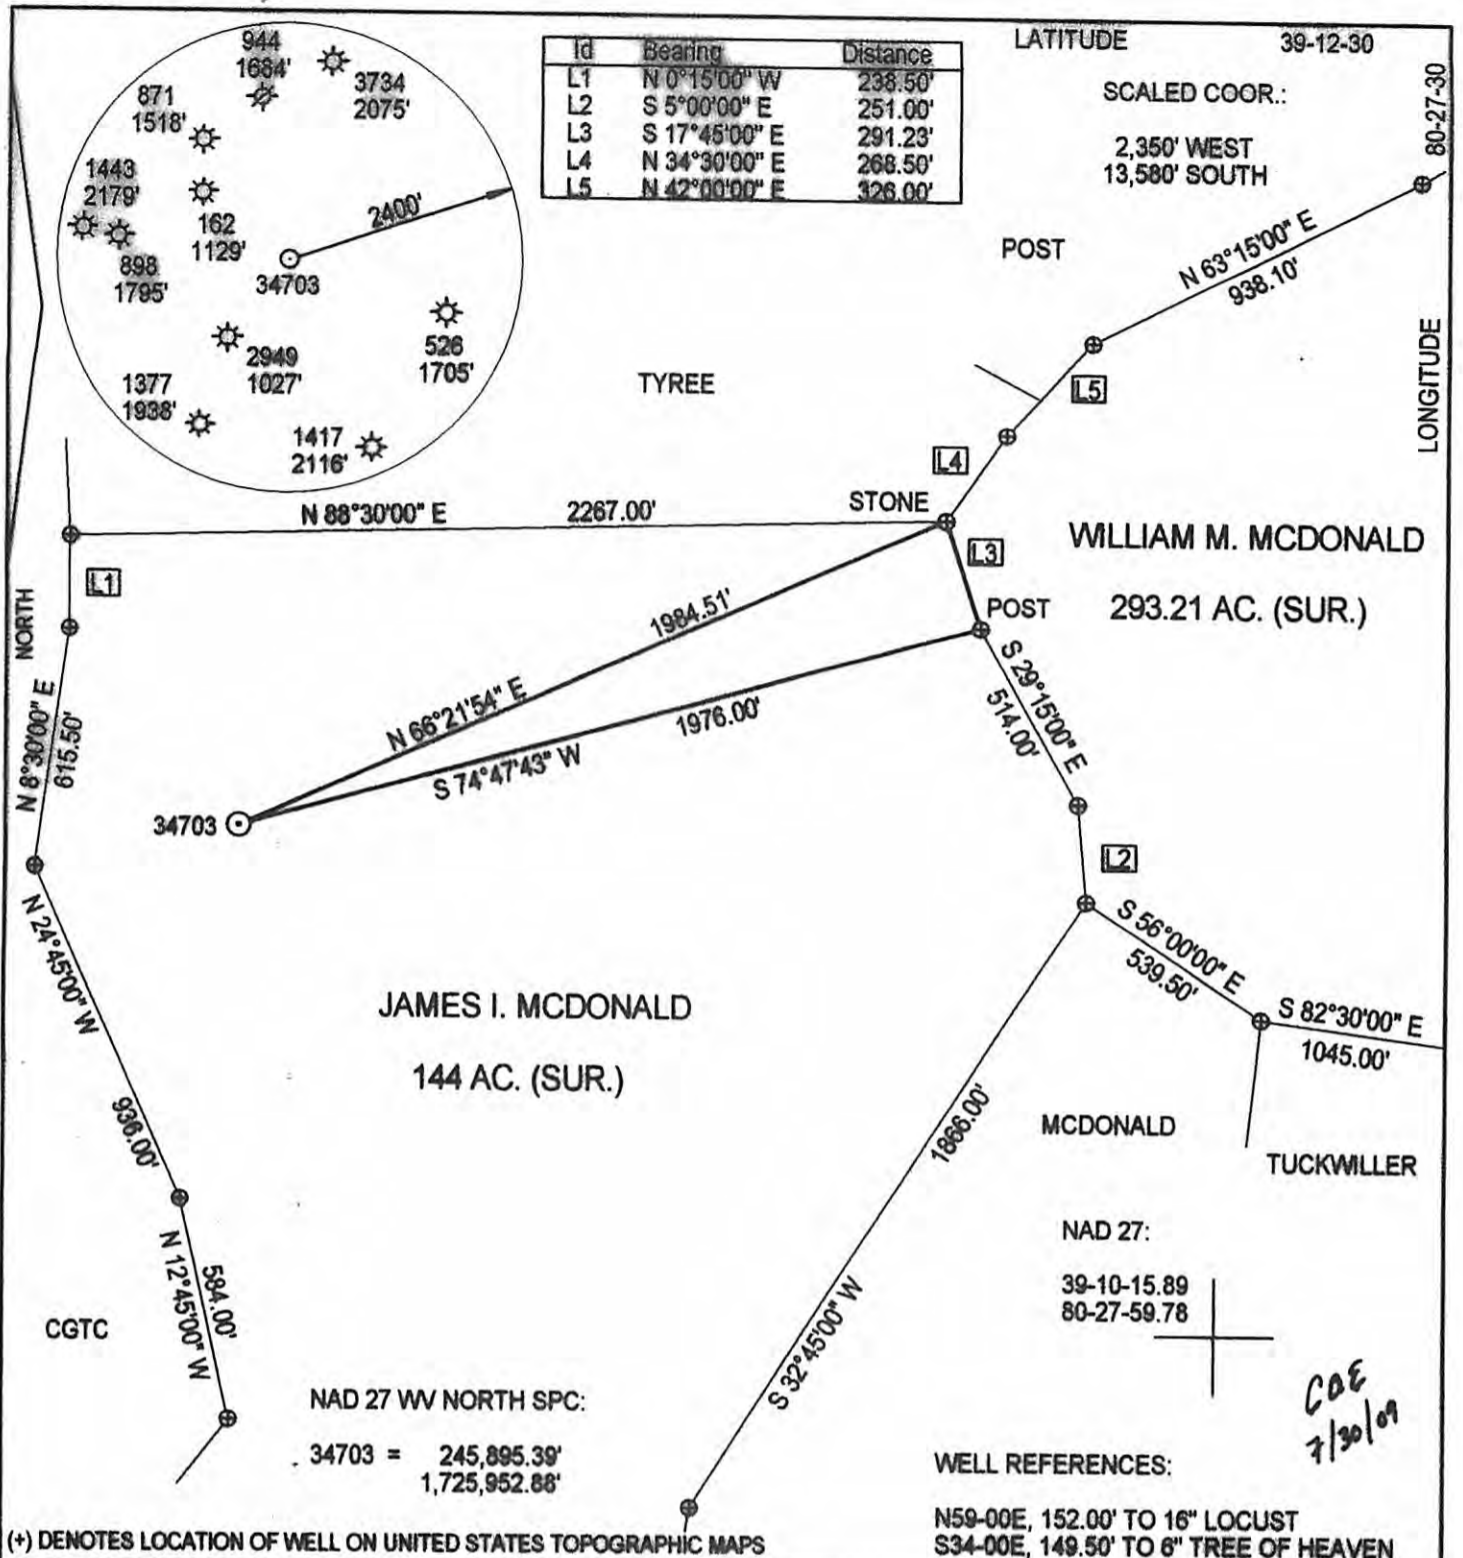 944
1684'
3734
2075'
871
1518'
1443
2179'
162
1129'
898
1795'
2400'
34703
2949
1027'
526
1705'
1377
1938'
1417
2116'
Id Bearing Distance
L1 N 0°15'00" W 238.50'
L2 S 5°00'00" E 251.00'
L3 S 17°45'00" E 291.23'
L4 N 34°30'00" E 268.50'
L5 N 42°00'00" E 326.00'
LATITUDE 39-12-30
SCALED COOR.:
2,350' WEST
13,580' SOUTH
80-27-30
LONGITUDE
POST
N 63°15'00" E
938.10'
TYREE
L5
L4
STONE
N 88°30'00" E 2267.00'
L3
WILLIAM M. MCDONALD
293.21 AC. (SUR.)
L1
NORTH
POST
1984.51'
N 66°21'54" E
1976.00'
S 74°47'43" W
S 29°15'00" E
514.00'
N 8°30'00" E
615.50'
34703
L2
N 24°45'00" W
936.00'
S 56°00'00" E
539.50'
S 82°30'00" E
1045.00'
JAMES I. MCDONALD
144 AC. (SUR.)
1866.00'
S 32°45'00" W
MCDONALD
TUCKWILLER
N 12°45'00" W
584.00'
CGTC
NAD 27:
39-10-15.89
80-27-59.78
NAD 27 WV NORTH SPC:
34703 = 245,895.39'
1,725,952.88'
7/30/09
WELL REFERENCES:
N59-00E, 152.00' TO 16" LOCUST
S34-00E, 149.50' TO 6" TREE OF HEAVEN
(+) DENOTES LOCATION OF WELL ON UNITED STATES TOPOGRAPHIC MAPS